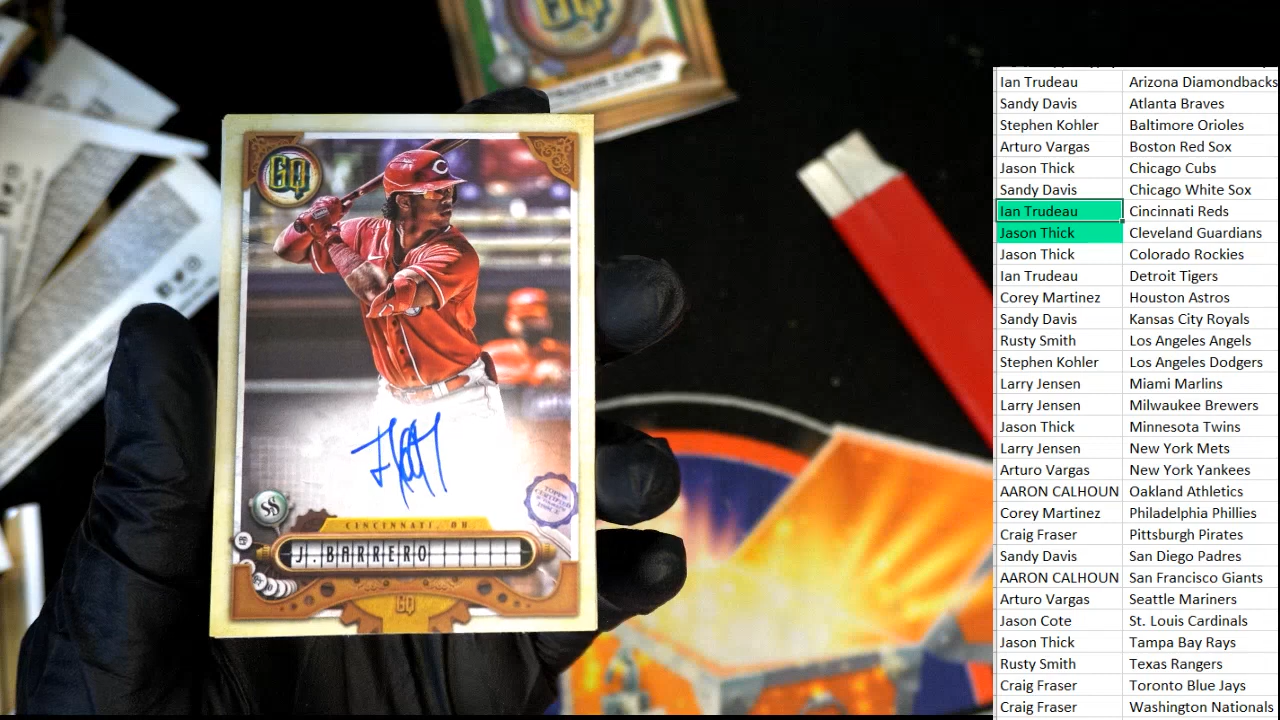 GQ
C
TOPPS
CERTIFIED
SS
CINCINNATI, OH
J. BARRERO
GQ
Ian Trudeau Arizona Diamondbacks
Sandy Davis Atlanta Braves
Stephen Kohler Baltimore Orioles
Arturo Vargas Boston Red Sox
Jason Thick Chicago Cubs
Sandy Davis Chicago White Sox
Ian Trudeau Cincinnati Reds
Jason Thick Cleveland Guardians
Jason Thick Colorado Rockies
Ian Trudeau Detroit Tigers
Corey Martinez Houston Astros
Sandy Davis Kansas City Royals
Rusty Smith Los Angeles Angels
Stephen Kohler Los Angeles Dodgers
Larry Jensen Miami Marlins
Larry Jensen Milwaukee Brewers
Jason Thick Minnesota Twins
Larry Jensen New York Mets
Arturo Vargas New York Yankees
AARON CALHOUN Oakland Athletics
Corey Martinez Philadelphia Phillies
Craig Fraser Pittsburgh Pirates
Sandy Davis San Diego Padres
AARON CALHOUN San Francisco Giants
Arturo Vargas Seattle Mariners
Jason Cote St. Louis Cardinals
Jason Thick Tampa Bay Rays
Rusty Smith Texas Rangers
Craig Fraser Toronto Blue Jays
Craig Fraser Washington Nationals